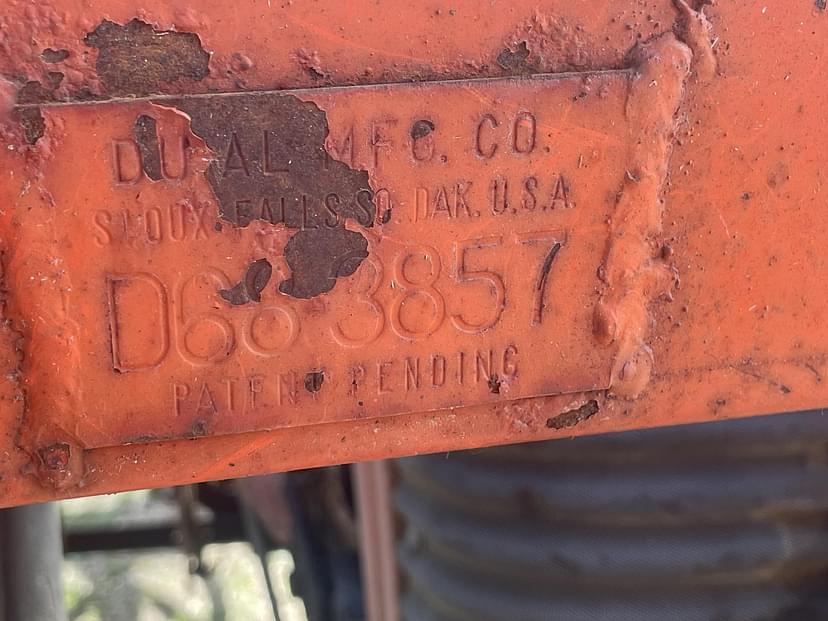 DUAL MFG. CO.
SIOUX FALLS SO. DAK. U.S.A.
D68 3857
PATENT PENDING